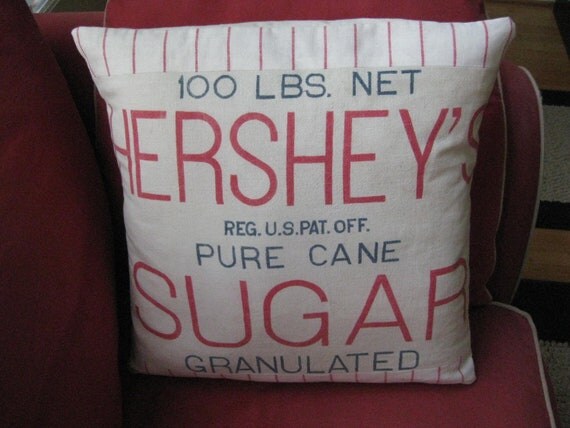 100 LBS. NET
HERSHEY'S
REG. U.S. PAT. OFF.
PURE CANE
SUGAR
GRANULATED